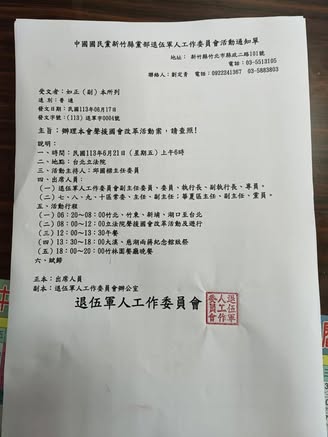 中國國民黨新竹縣黨部退伍軍人工作委員會活動通知單
地址： 新竹縣竹北市縣政二路101號
電話：03-5513105
聯絡人：劉定青 電話：0922241367 03-5883803
受文者：如正（副）本所列
速別：普通
發文日期：民國113年06月17日
發文字號：(113)退軍卒0004號
主旨：辦理本會聲援國會改革活動案，請查照！
說明：
一、時間：民國113年6月21日（星期五）上午6時
二、地點：台北立法院
三、活動主持人：邱國樑主任委員
四、出席人員：
（一）退伍軍人工作委員會副主任委員、委員、執行長、副執行長、專員。
（二）七、八、九、十區常委、主任、副主任；專夏區主任、副主任、黨員。
五、活動行程
（一）06：20～08：00竹北、竹東、新埔、湖口至台北
（二）08：00～12：00立法院聲援國會改革活動及遊行
（三）12：00～13：30午餐
（四）13：30～18：00大溪、慈湖兩蔣紀念館致祭
（五）18：00～20：00竹林園餐廳晚餐
六、賦歸
正本：出席人員
副本：退伍軍人工作委員會辦公室
退伍軍人工作委員會
退伍軍人工作委員會